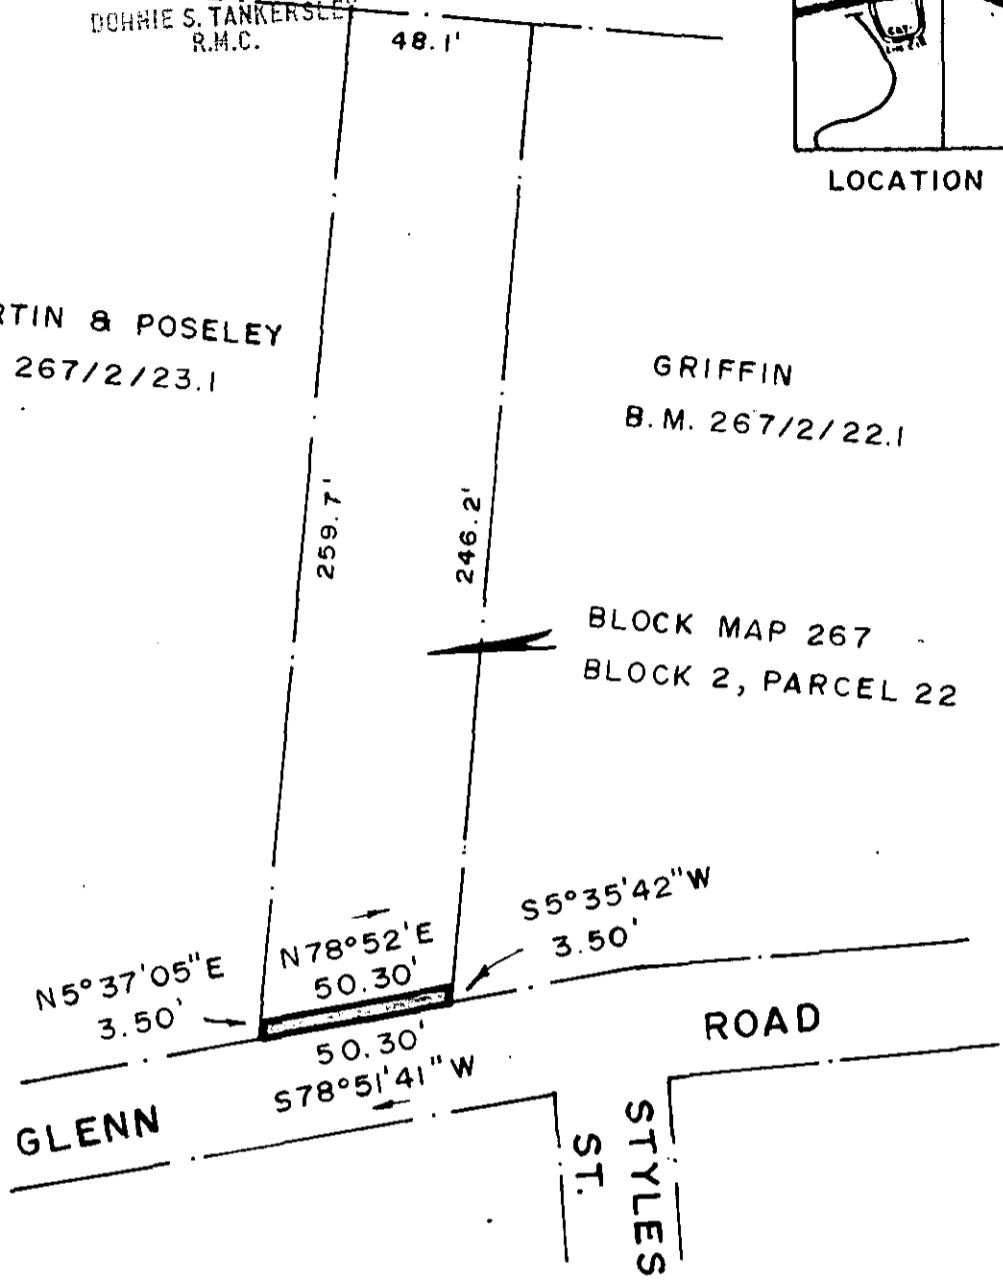 DONNIE S. TANKERSLEY
R.M.C.
48.1'
LOCATION
RTIN & POSELEY
267/2/23.1
GRIFFIN
B.M. 267/2/22.1
259.7'
246.2'
BLOCK MAP 267
BLOCK 2, PARCEL 22
N5°37'05"E
3.50'
N78°52'E
50.30'
S5°35'42"W
3.50'
50.30'
S78°51'41"W
GLENN
ROAD
STYLES
ST.